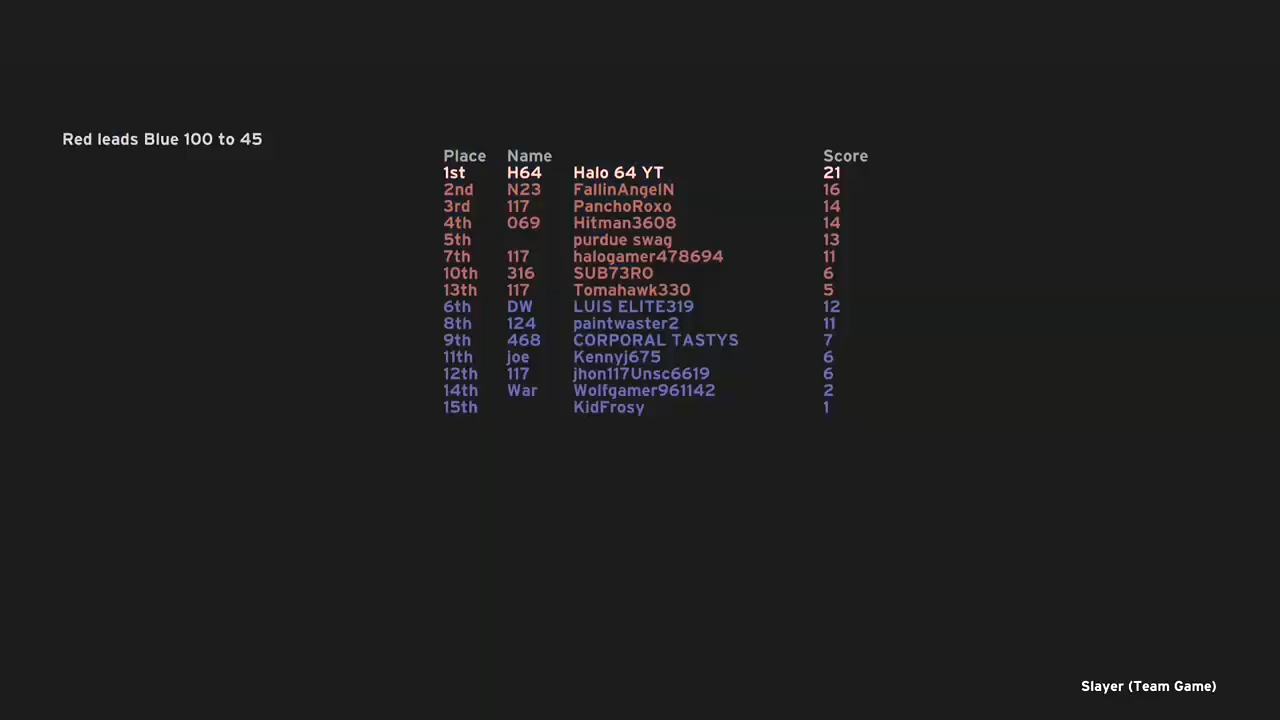 Red leads Blue 100 to 45
Place Name Score
1st H64 Halo 64 YT 21
2nd N23 FallinAngelN 16
3rd 117 PanchoRoxo 14
4th 069 Hitman3608 14
5th purdue swag 13
7th 117 halogamer478694 11
10th 316 SUB73RO 6
13th 117 Tomahawk330 5
6th DW LUIS ELITE319 12
8th 124 paintwaster2 11
9th 468 CORPORAL TASTYS 7
11th joe Kennyj675 6
12th 117 jhon117Unsc6619 6
14th War Wolfgamer961142 2
15th KidFrosy 1
Slayer (Team Game)